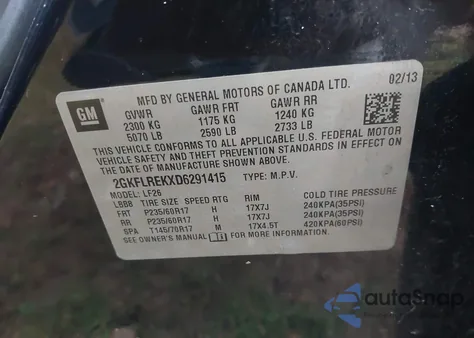 MFD BY GENERAL MOTORS OF CANADA LTD. 02/13
GM
GVWR GAWR FRT GAWR RR
2300 KG 1175 KG 1240 KG
5070 LB 2590 LB 2733 LB
THIS VEHICLE CONFORMS TO ALL APPLICABLE U.S. FEDERAL MOTOR
VEHICLE SAFETY, BUMPER, AND THEFT PREVENTION STANDARDS IN EFFECT ON
THE DATE OF MANUFACTURE SHOWN ABOVE.
2GKFLREKXD6291415 TYPE: M.P.V.
MODEL: LF26
LBB8 TIRE SIZE SPEED RTG RIM COLD TIRE PRESSURE
FRT P235/60R17 H 17X7J 240KPA(35PSI)
RR P235/60R17 H 17X7J 240KPA(35PSI)
SPA T145/70R17 M 17X4.5T 420KPA(60PSI)
SEE OWNER'S MANUAL FOR MORE INFORMATION.
autoSnap